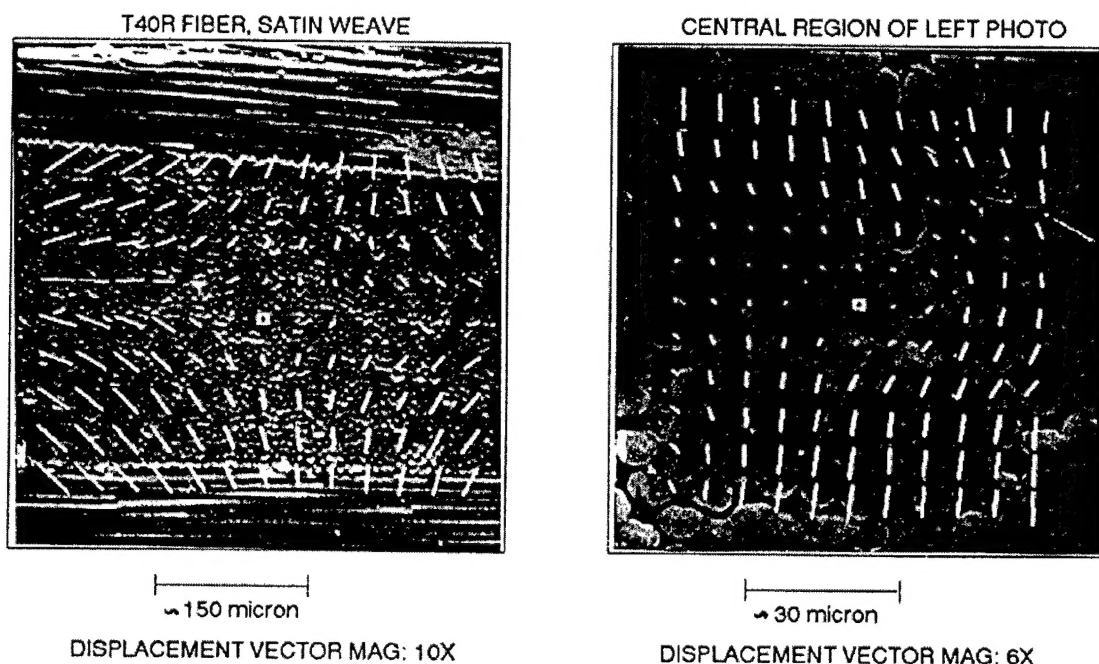 T40R FIBER, SATIN WEAVE
CENTRAL REGION OF LEFT PHOTO
~150 micron
~30 micron
DISPLACEMENT VECTOR MAG: 10X
DISPLACEMENT VECTOR MAG: 6X